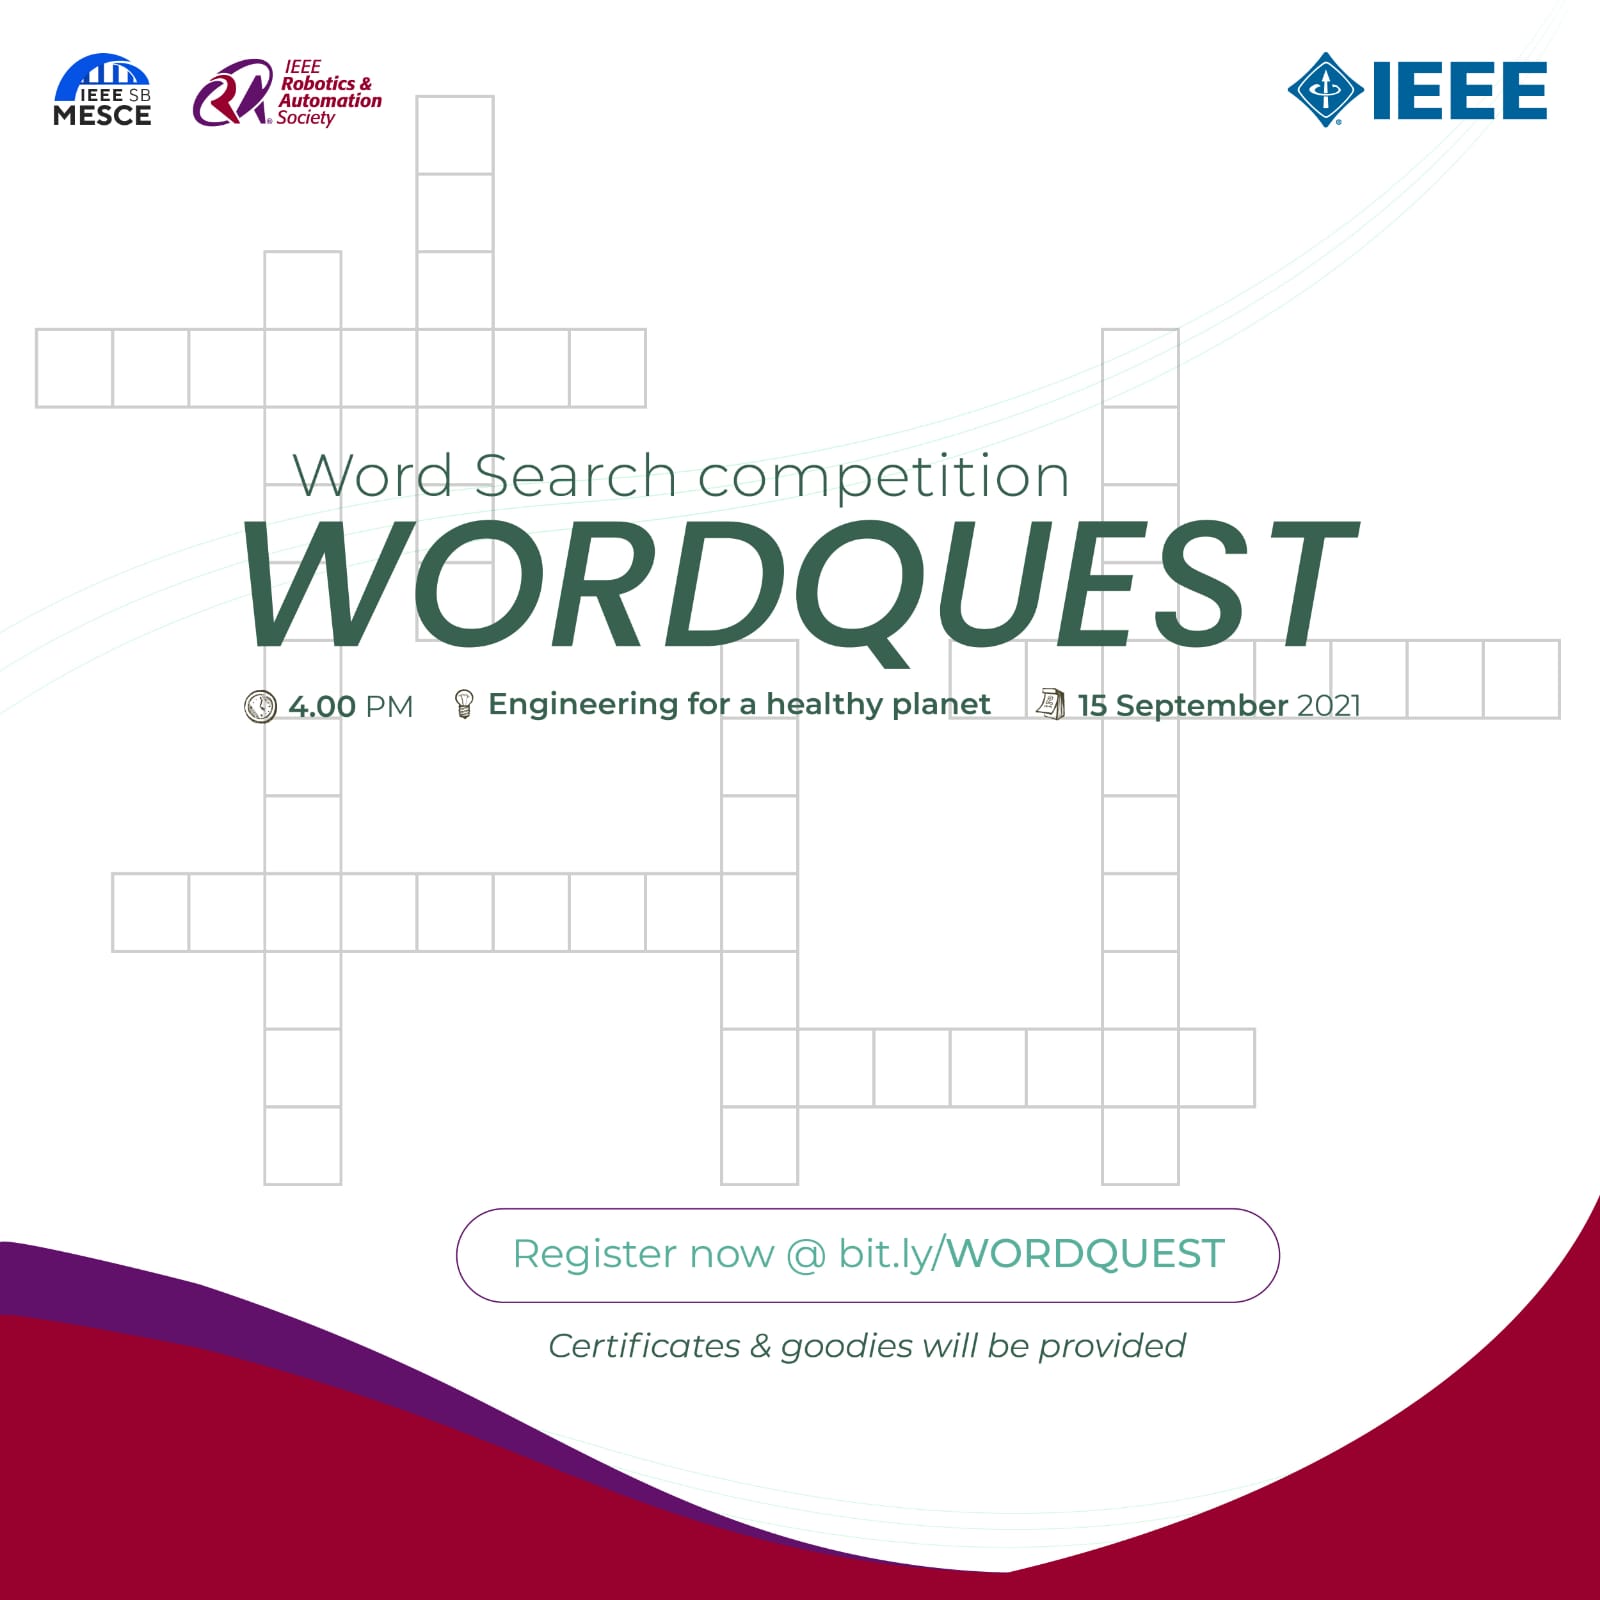 IEEE SB
MESCE
IEEE
Robotics &
Automation
Society
IEEE
Word Search competition
WORDQUEST
4.00 PM
Engineering for a healthy planet
15 September 2021
Register now @ bit.ly/WORDQUEST
Certificates & goodies will be provided